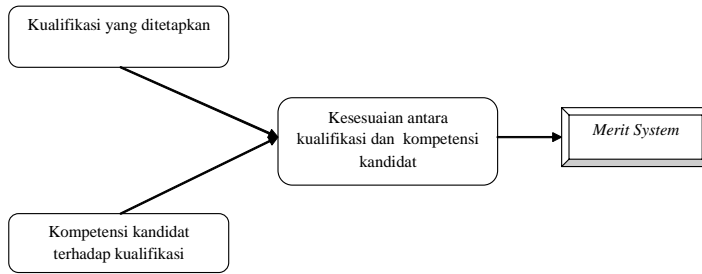 Kualifikasi yang ditetapkan
Kesesuaian antara
kualifikasi dan kompetensi
kandidat
Merit System
Kompetensi kandidat
terhadap kualifikasi